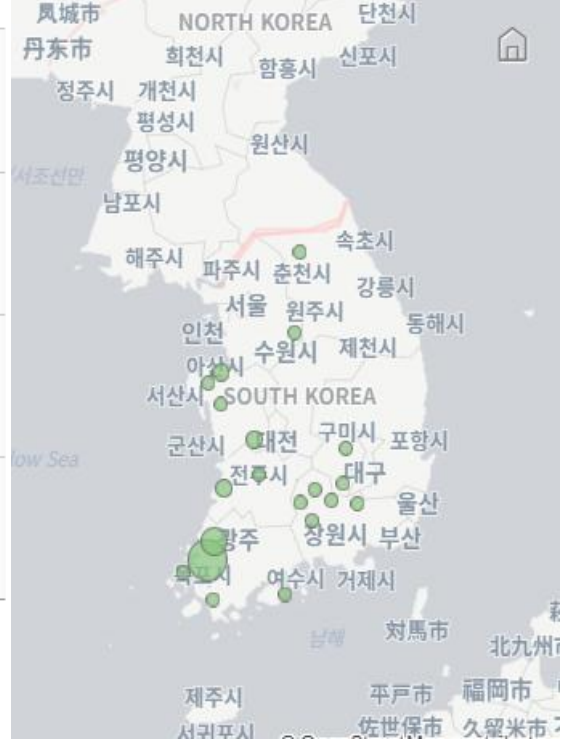 凤城市
NORTH KOREA
단천시
丹东市
희천시
함흥시
신포시
정주시
개천시
평성시
원산시
평양시
서조선만
남포시
해주시
속초시
파주시
춘천시
강릉시
서울
원주시
동해시
인천
수원시
제천시
아산시
서산시
SOUTH KOREA
군산시
대전
구미시
포항시
ow Sea
전주시
대구
울산
창원시
부산
광주
목포시
여수시
거제시
남해
対馬市
北九州市
제주시
平戸市
福岡市
서귀포시
佐世保市
久留米市